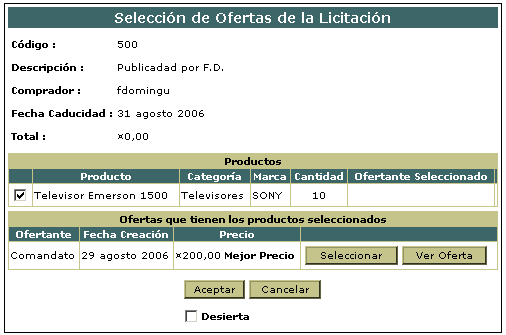 Selección de Ofertas de la Licitación
Código : 500
Descripción : Publicadad por F.D.
Comprador : fdomingu
Fecha Caducidad : 31 agosto 2006
Total : ¤0,00
Productos
Producto Categoría Marca Cantidad Ofertante Seleccionado
Televisor Emerson 1500 Televisores SONY 10
Ofertas que tienen los productos seleccionados
Ofertante Fecha Creación Precio
Comandato 29 agosto 2006 ¤200,00 Mejor Precio Seleccionar Ver Oferta
Aceptar Cancelar
Desierta